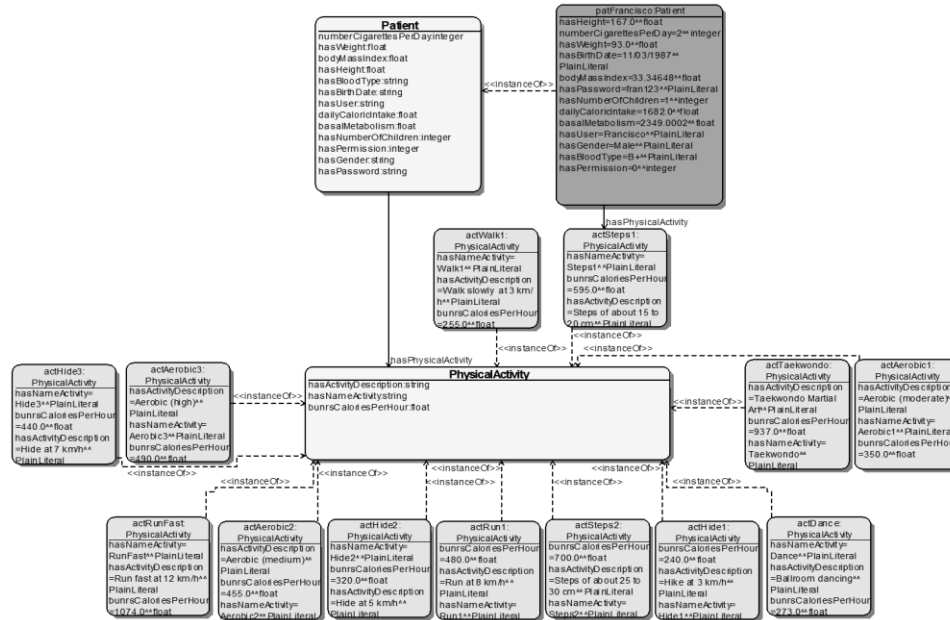 Patient
numberCigarettesPerDay:integer
hasWeight:float
bodyMassIndex:float
hasHeight:float
hasBloodType:string
hasBirthDate:string
hasUser:string
dailyCaloricIntake:float
basalMetabolism:float
hasNumberOfChildren:integer
hasPermission:integer
hasGender:string
hasPassword:string
<<instanceOf>>
patFrancisco:Patient
hasHeight=167.0^^float
numberCigarettesPerDay=2^^integer
hasWeight=93.0^^float
hasBirthDate=11/03/1987^^
PlainLiteral
bodyMassIndex=33.34648^^float
hasPassword=fran123^^PlainLiteral
hasNumberOfChildren=1^^integer
dailyCaloricIntake=1682.0^^float
basalMetabolism=2349.0002^^float
hasUser=Francisco^^PlainLiteral
hasGender=Male^^PlainLiteral
hasBloodType=B+^^PlainLiteral
hasPermission=0^^integer
hasPhysicalActivity
actWalk1:
PhysicalActivity
hasNameActivity=
Walk1^^PlainLiteral
hasActivityDescription
=Walk slowly at 3 km/
h^^PlainLiteral
bunrsCaloriesPerHour
=255.0^^float
<<instanceOf>>
actSteps1:
PhysicalActivity
hasNameActivity=
Steps1^^PlainLiteral
bunrsCaloriesPerHour
=595.0^^float
hasActivityDescription
=Steps of about 15 to
20 cm^^PlainLiteral
<<instanceOf>>
<<instanceOf>>
hasPhysicalActivity
actHide3:
PhysicalActivity
hasNameActivity=
Hide3^^PlainLiteral
bunrsCaloriesPerHour
=440.0^^float
hasActivityDescription
=Hide at 7 km/h^^
PlainLiteral
<<instanceOf>>
actAerobic3:
PhysicalActivity
hasActivityDescription
=Aerobic (high)^^
PlainLiteral
hasNameActivity=
Aerobic3^^PlainLiteral
bunrsCaloriesPerHour
=490.0^^float
<<instanceOf>>
PhysicalActivity
hasActivityDescription:string
hasNameActivity:string
bunrsCaloriesPerHour:float
<<instanceOf>>
actTaekwondo:
PhysicalActivity
hasActivityDescription
=Taekwondo Martial
Art^^PlainLiteral
bunrsCaloriesPerHour
=937.0^^float
hasNameActivity=
Taekwondo^^
PlainLiteral
actAerobic1:
PhysicalActivity
hasActivityDescription
=Aerobic (moderate)^^
PlainLiteral
hasNameActivity=
Aerobic1^^PlainLiteral
bunrsCaloriesPerHour
=350.0^^float
<<instanceOf>>
<<instanceOf>>
<<instanceOf>>
<<instanceOf>>
<<instanceOf>>
<<instanceOf>>
<<instanceOf>>
actRunFast:
PhysicalActivity
hasNameActivity=
RunFast^^PlainLiteral
hasActivityDescription
=Run fast at 12 km/h^^
PlainLiteral
bunrsCaloriesPerHour
=1074.0^^float
actAerobic2:
PhysicalActivity
hasActivityDescription
=Aerobic (medium)^^
PlainLiteral
bunrsCaloriesPerHour
=455.0^^float
hasNameActivity=
Aerobic2^^PlainLiteral
actHide2:
PhysicalActivity
hasNameActivity=
Hide2^^PlainLiteral
bunrsCaloriesPerHour
=320.0^^float
hasActivityDescription
=Hide at 5 km/h^^
PlainLiteral
actRun1:
PhysicalActivity
bunrsCaloriesPerHour
=480.0^^float
hasActivityDescription
=Run at 8 km/h^^
PlainLiteral
hasNameActivity=
Run1^^PlainLiteral
actSteps2:
PhysicalActivity
bunrsCaloriesPerHour
=700.0^^float
hasActivityDescription
=Steps of about 25 to
30 cm^^PlainLiteral
hasNameActivity=
Steps2^^PlainLiteral
actHide1:
PhysicalActivity
bunrsCaloriesPerHour
=240.0^^float
hasActivityDescription
=Hike at 3 km/h^^
PlainLiteral
hasNameActivity=
Hide1^^PlainLiteral
actDance:
PhysicalActivity
hasNameActivity=
Dance^^PlainLiteral
hasActivityDescription
=Ballroom dancing^^
PlainLiteral
bunrsCaloriesPerHour
=273.0^^float